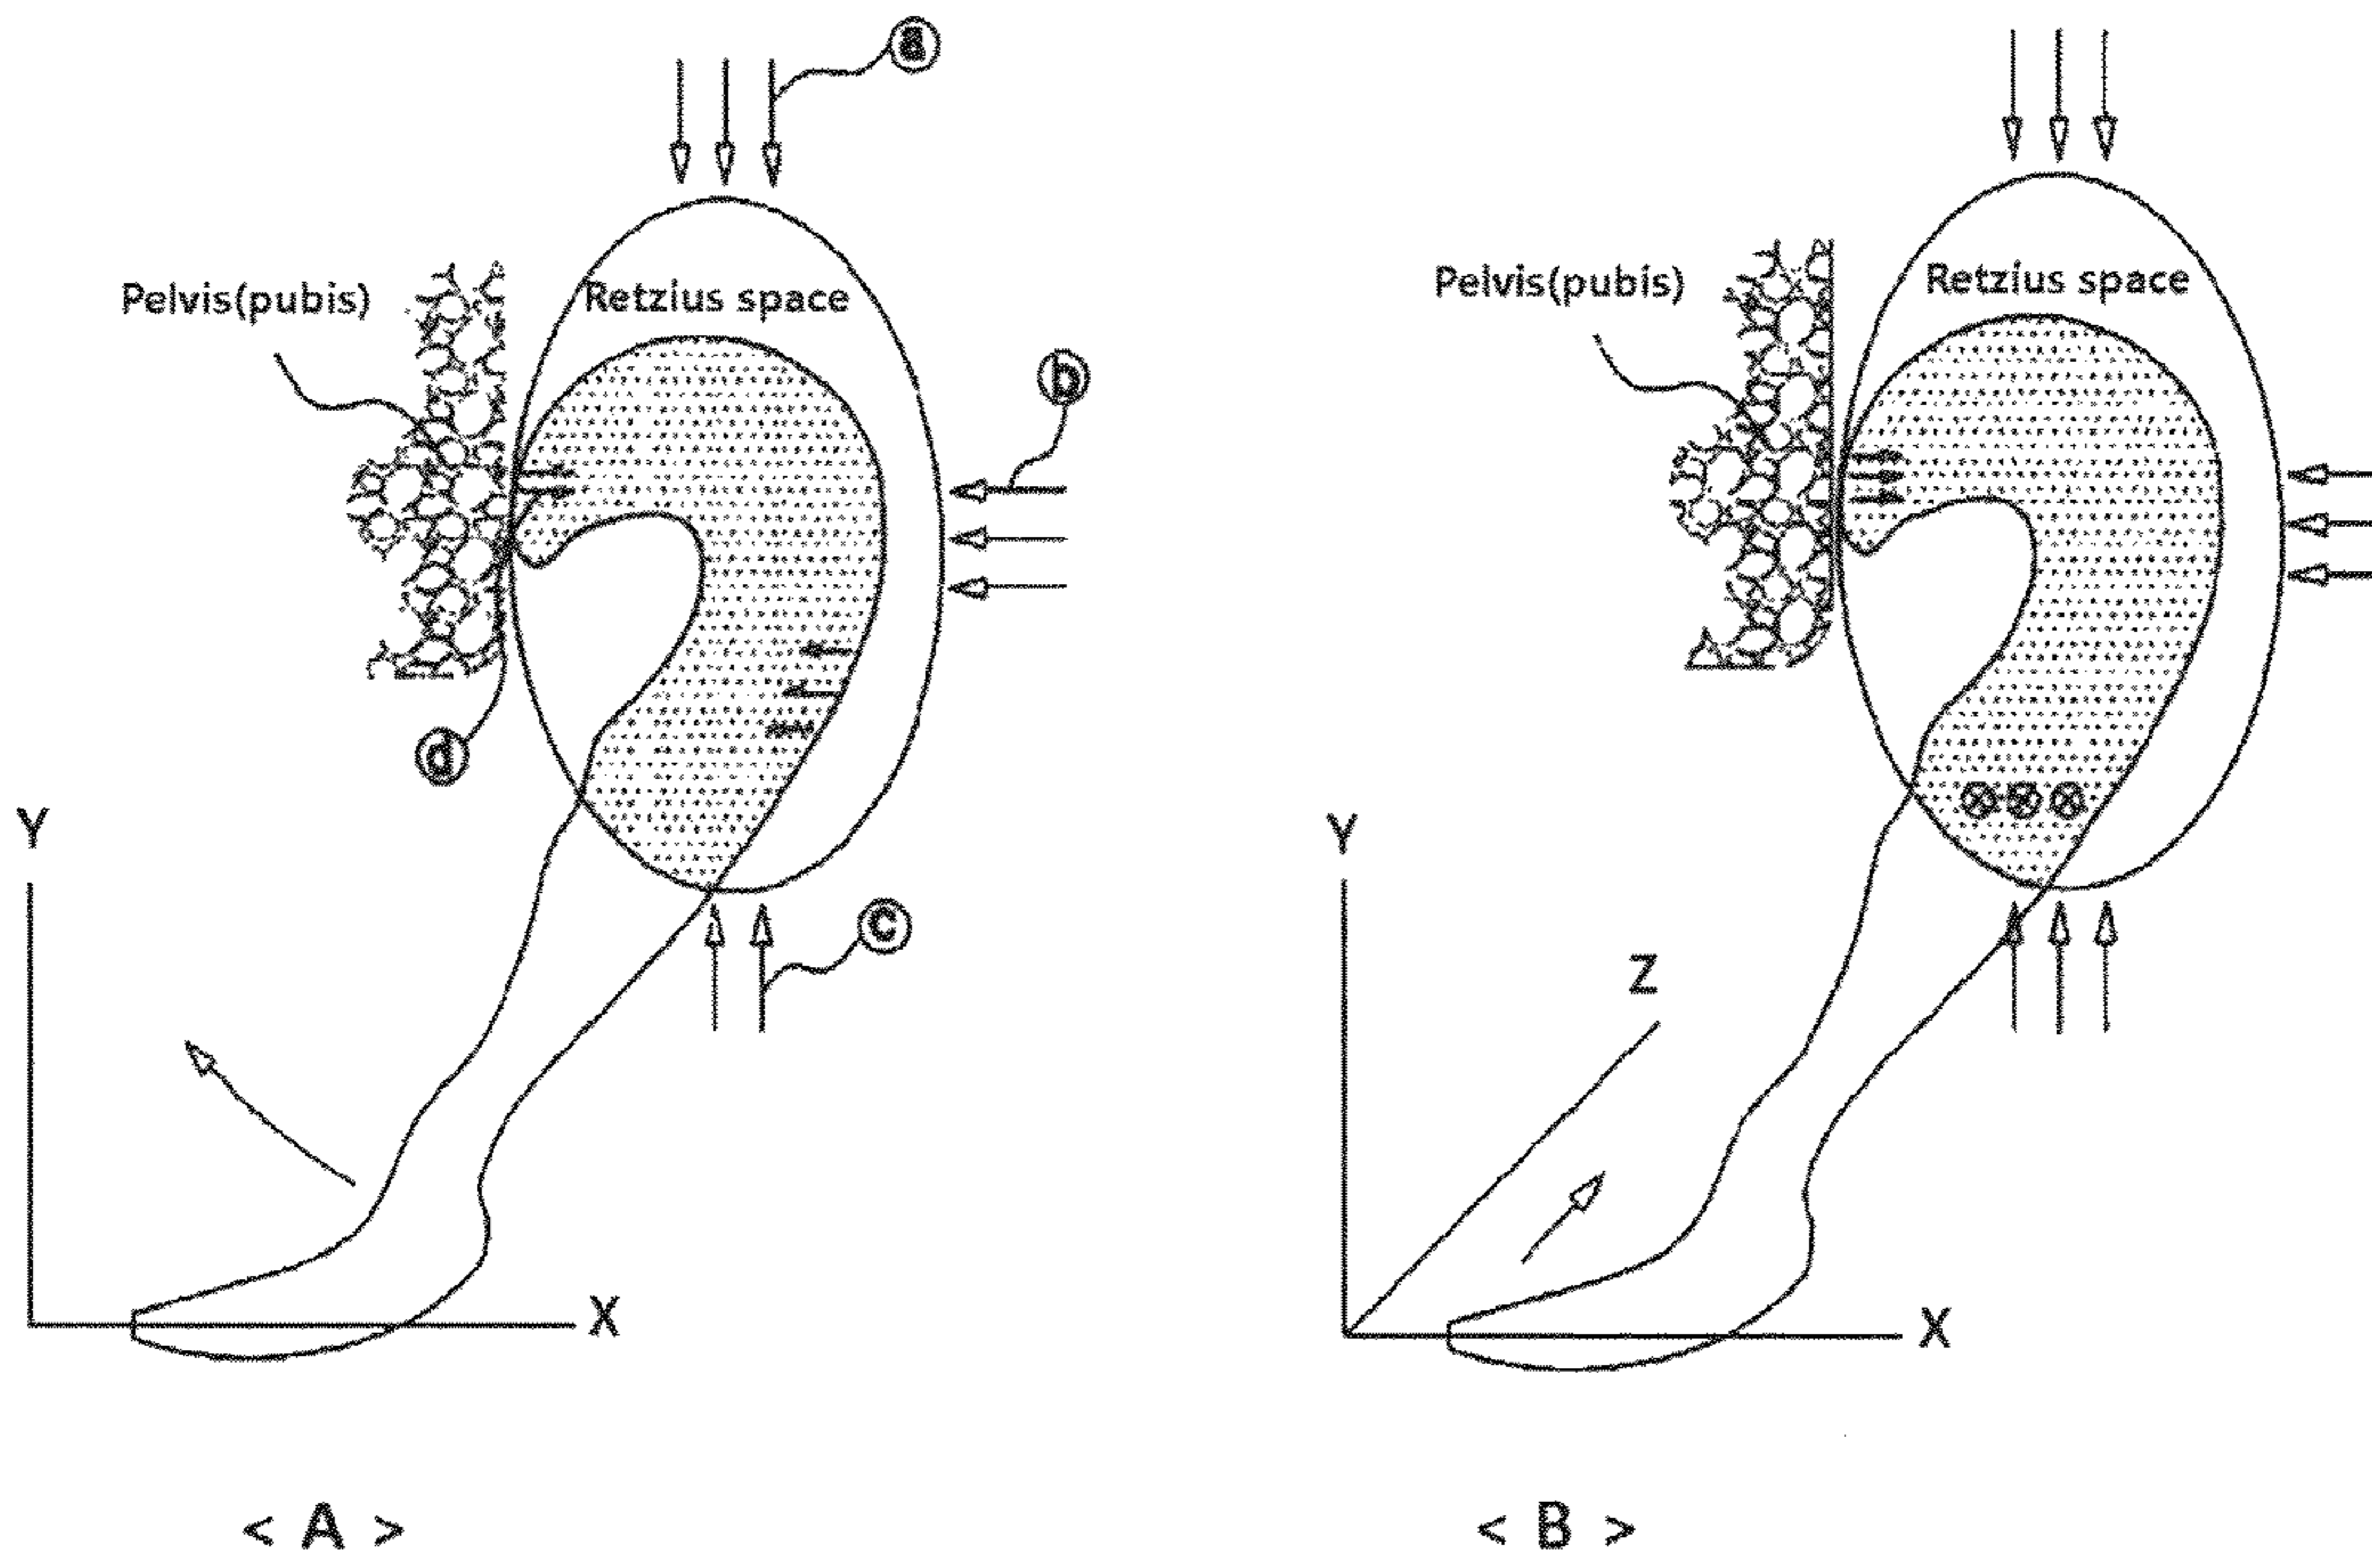 ⓐ
Pelvis(pubis)
Retzius space
ⓑ
ⓓ
Y
ⓒ
X
< A >
Pelvis(pubis)
Retzius space
Y
Z
X
< B >